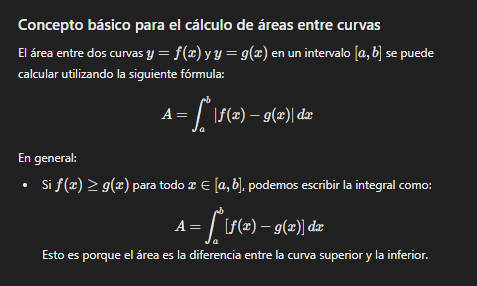 Concepto básico para el cálculo de áreas entre curvas
El área entre dos curvas y = f(x) y y = g(x) en un intervalo [a, b] se puede
calcular utilizando la siguiente fórmula:
A = ∫_a^b |f(x) − g(x)| dx
En general:
• Si f(x) ≥ g(x) para todo x ∈ [a, b], podemos escribir la integral como:
A = ∫_a^b [f(x) − g(x)] dx
Esto es porque el área es la diferencia entre la curva superior y la inferior.